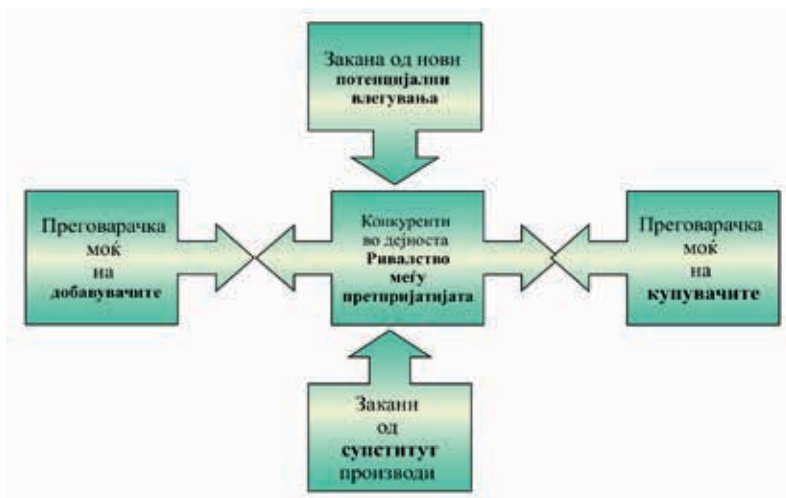 Закана од нови
потенцијални
влегувања
Преговарачка
моќ
на
добавувачите
Конкуренти
во дејноста
Ривалство
меѓу
претпријатијата
Преговарачка
моќ
на
купувачите
Закани
од
супститут
производи